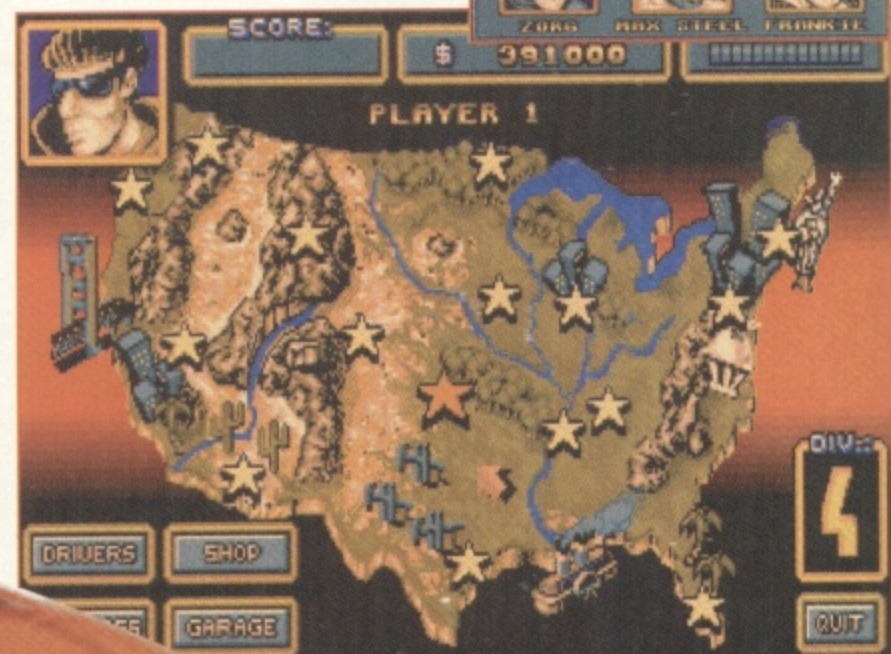 ZORG MAX STEEL FRANKIE
SCORE:
$ 391000
PLAYER 1
DIV.:
4
DRIVERS SHOP
GARAGE
QUIT